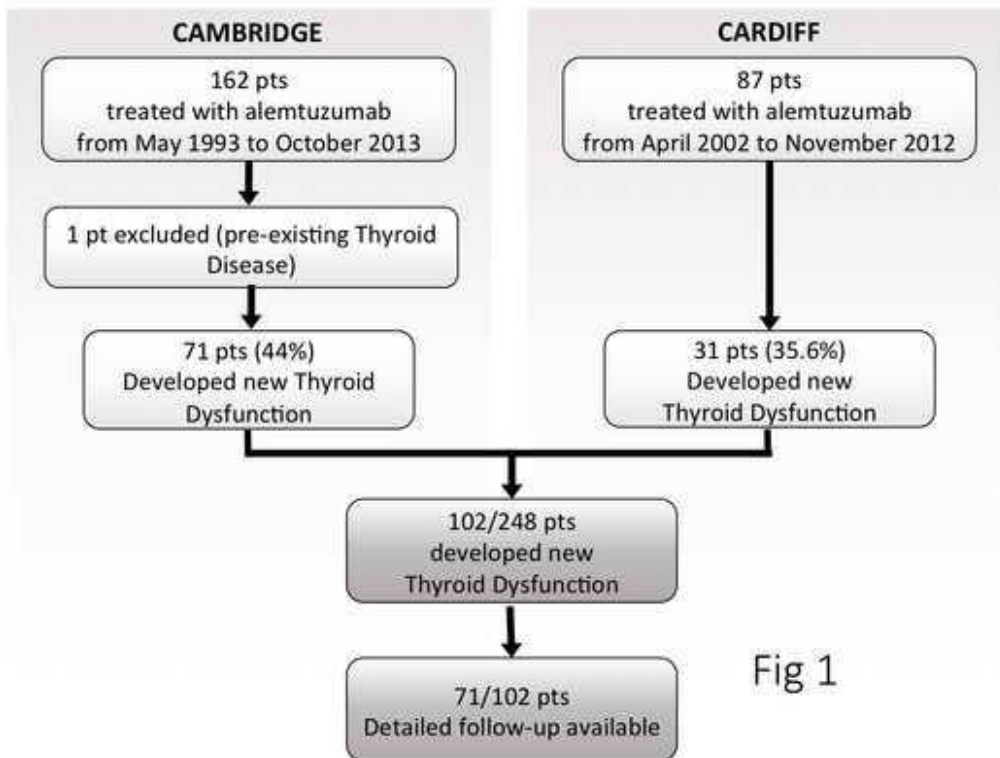 CAMBRIDGE
162 pts
treated with alemtuzumab
from May 1993 to October 2013
1 pt excluded (pre-existing Thyroid
Disease)
71 pts (44%)
Developed new Thyroid
Dysfunction
CARDIFF
87 pts
treated with alemtuzumab
from April 2002 to November 2012
31 pts (35.6%)
Developed new
Thyroid Dysfunction
102/248 pts
developed new
Thyroid Dysfunction
71/102 pts
Detailed follow-up available
Fig 1